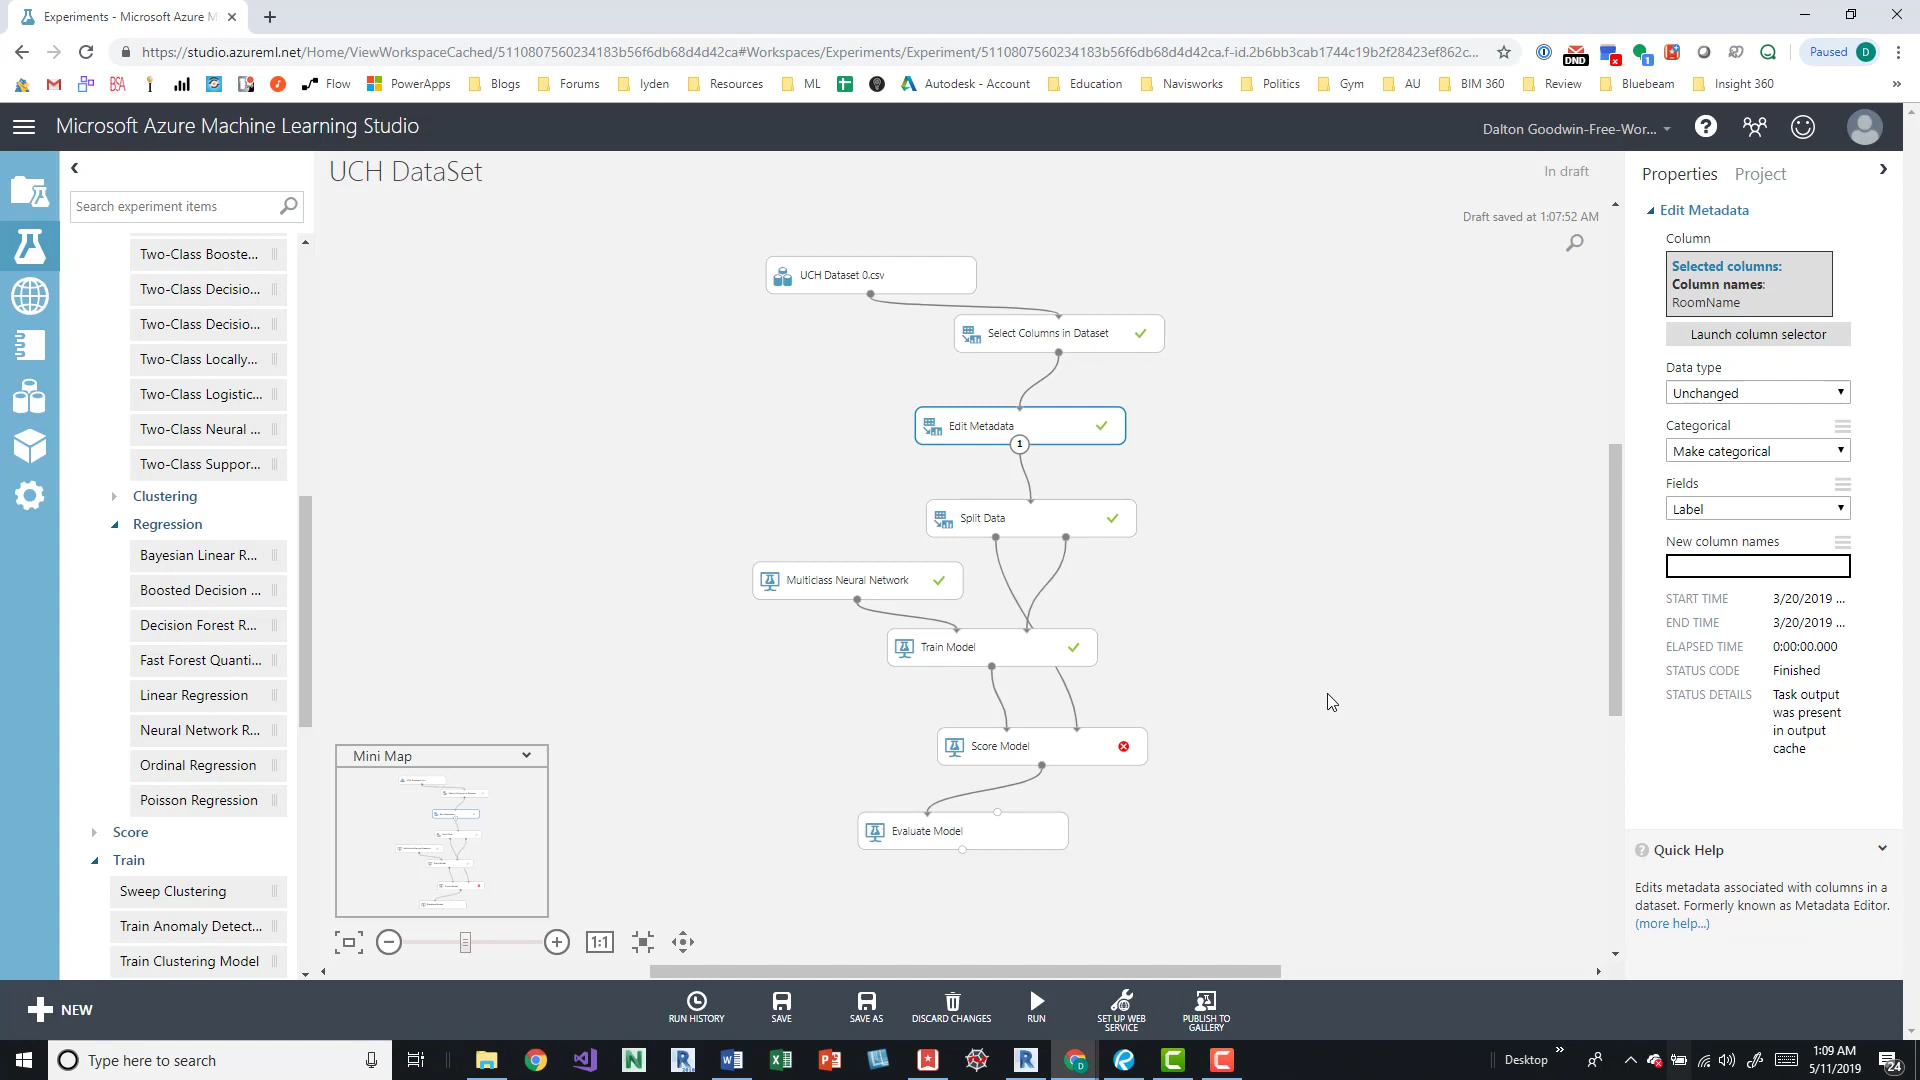 Experiments - Microsoft Azure M
https://studio.azureml.net/Home/ViewWorkspaceCached/5110807560234183b56f6db68d4d42ca#Workspaces/Experiments/Experiment/5110807560234183b56f6db68d4d42ca.f-id.2b6bb3cab1744c19b2f28423ef862c...
DND
1
Paused
D
BSA
Flow
PowerApps
Blogs
Forums
lyden
Resources
ML
Autodesk - Account
Education
Navisworks
Politics
Gym
AU
BIM 360
Review
Bluebeam
Insight 360
Microsoft Azure Machine Learning Studio
Dalton Goodwin-Free-Wor...
Search experiment items
Two-Class Booste...
Two-Class Decisio...
Two-Class Decisio...
Two-Class Locally...
Two-Class Logistic...
Two-Class Neural ...
Two-Class Suppor...
Clustering
Regression
Bayesian Linear R...
Boosted Decision ...
Decision Forest R...
Fast Forest Quanti...
Linear Regression
Neural Network R...
Ordinal Regression
Poisson Regression
Score
Train
Sweep Clustering
Train Anomaly Detect...
Train Clustering Model
UCH DataSet
In draft
Draft saved at 1:07:52 AM
UCH Dataset 0.csv
Select Columns in Dataset
Edit Metadata
1
Split Data
Multiclass Neural Network
Train Model
Score Model
Evaluate Model
Mini Map
1:1
Properties
Project
Edit Metadata
Column
Selected columns:
Column names:
RoomName
Launch column selector
Data type
Unchanged
Categorical
Make categorical
Fields
Label
New column names
START TIME 3/20/2019 ...
END TIME 3/20/2019 ...
ELAPSED TIME 0:00:00.000
STATUS CODE Finished
STATUS DETAILS Task output
was present
in output
cache
Quick Help
Edits metadata associated with columns in a
dataset. Formerly known as Metadata Editor.
(more help...)
NEW
RUN HISTORY
SAVE
SAVE AS
DISCARD CHANGES
RUN
SET UP WEB
SERVICE
PUBLISH TO
GALLERY
Type here to search
Desktop
1:09 AM
5/11/2019
24